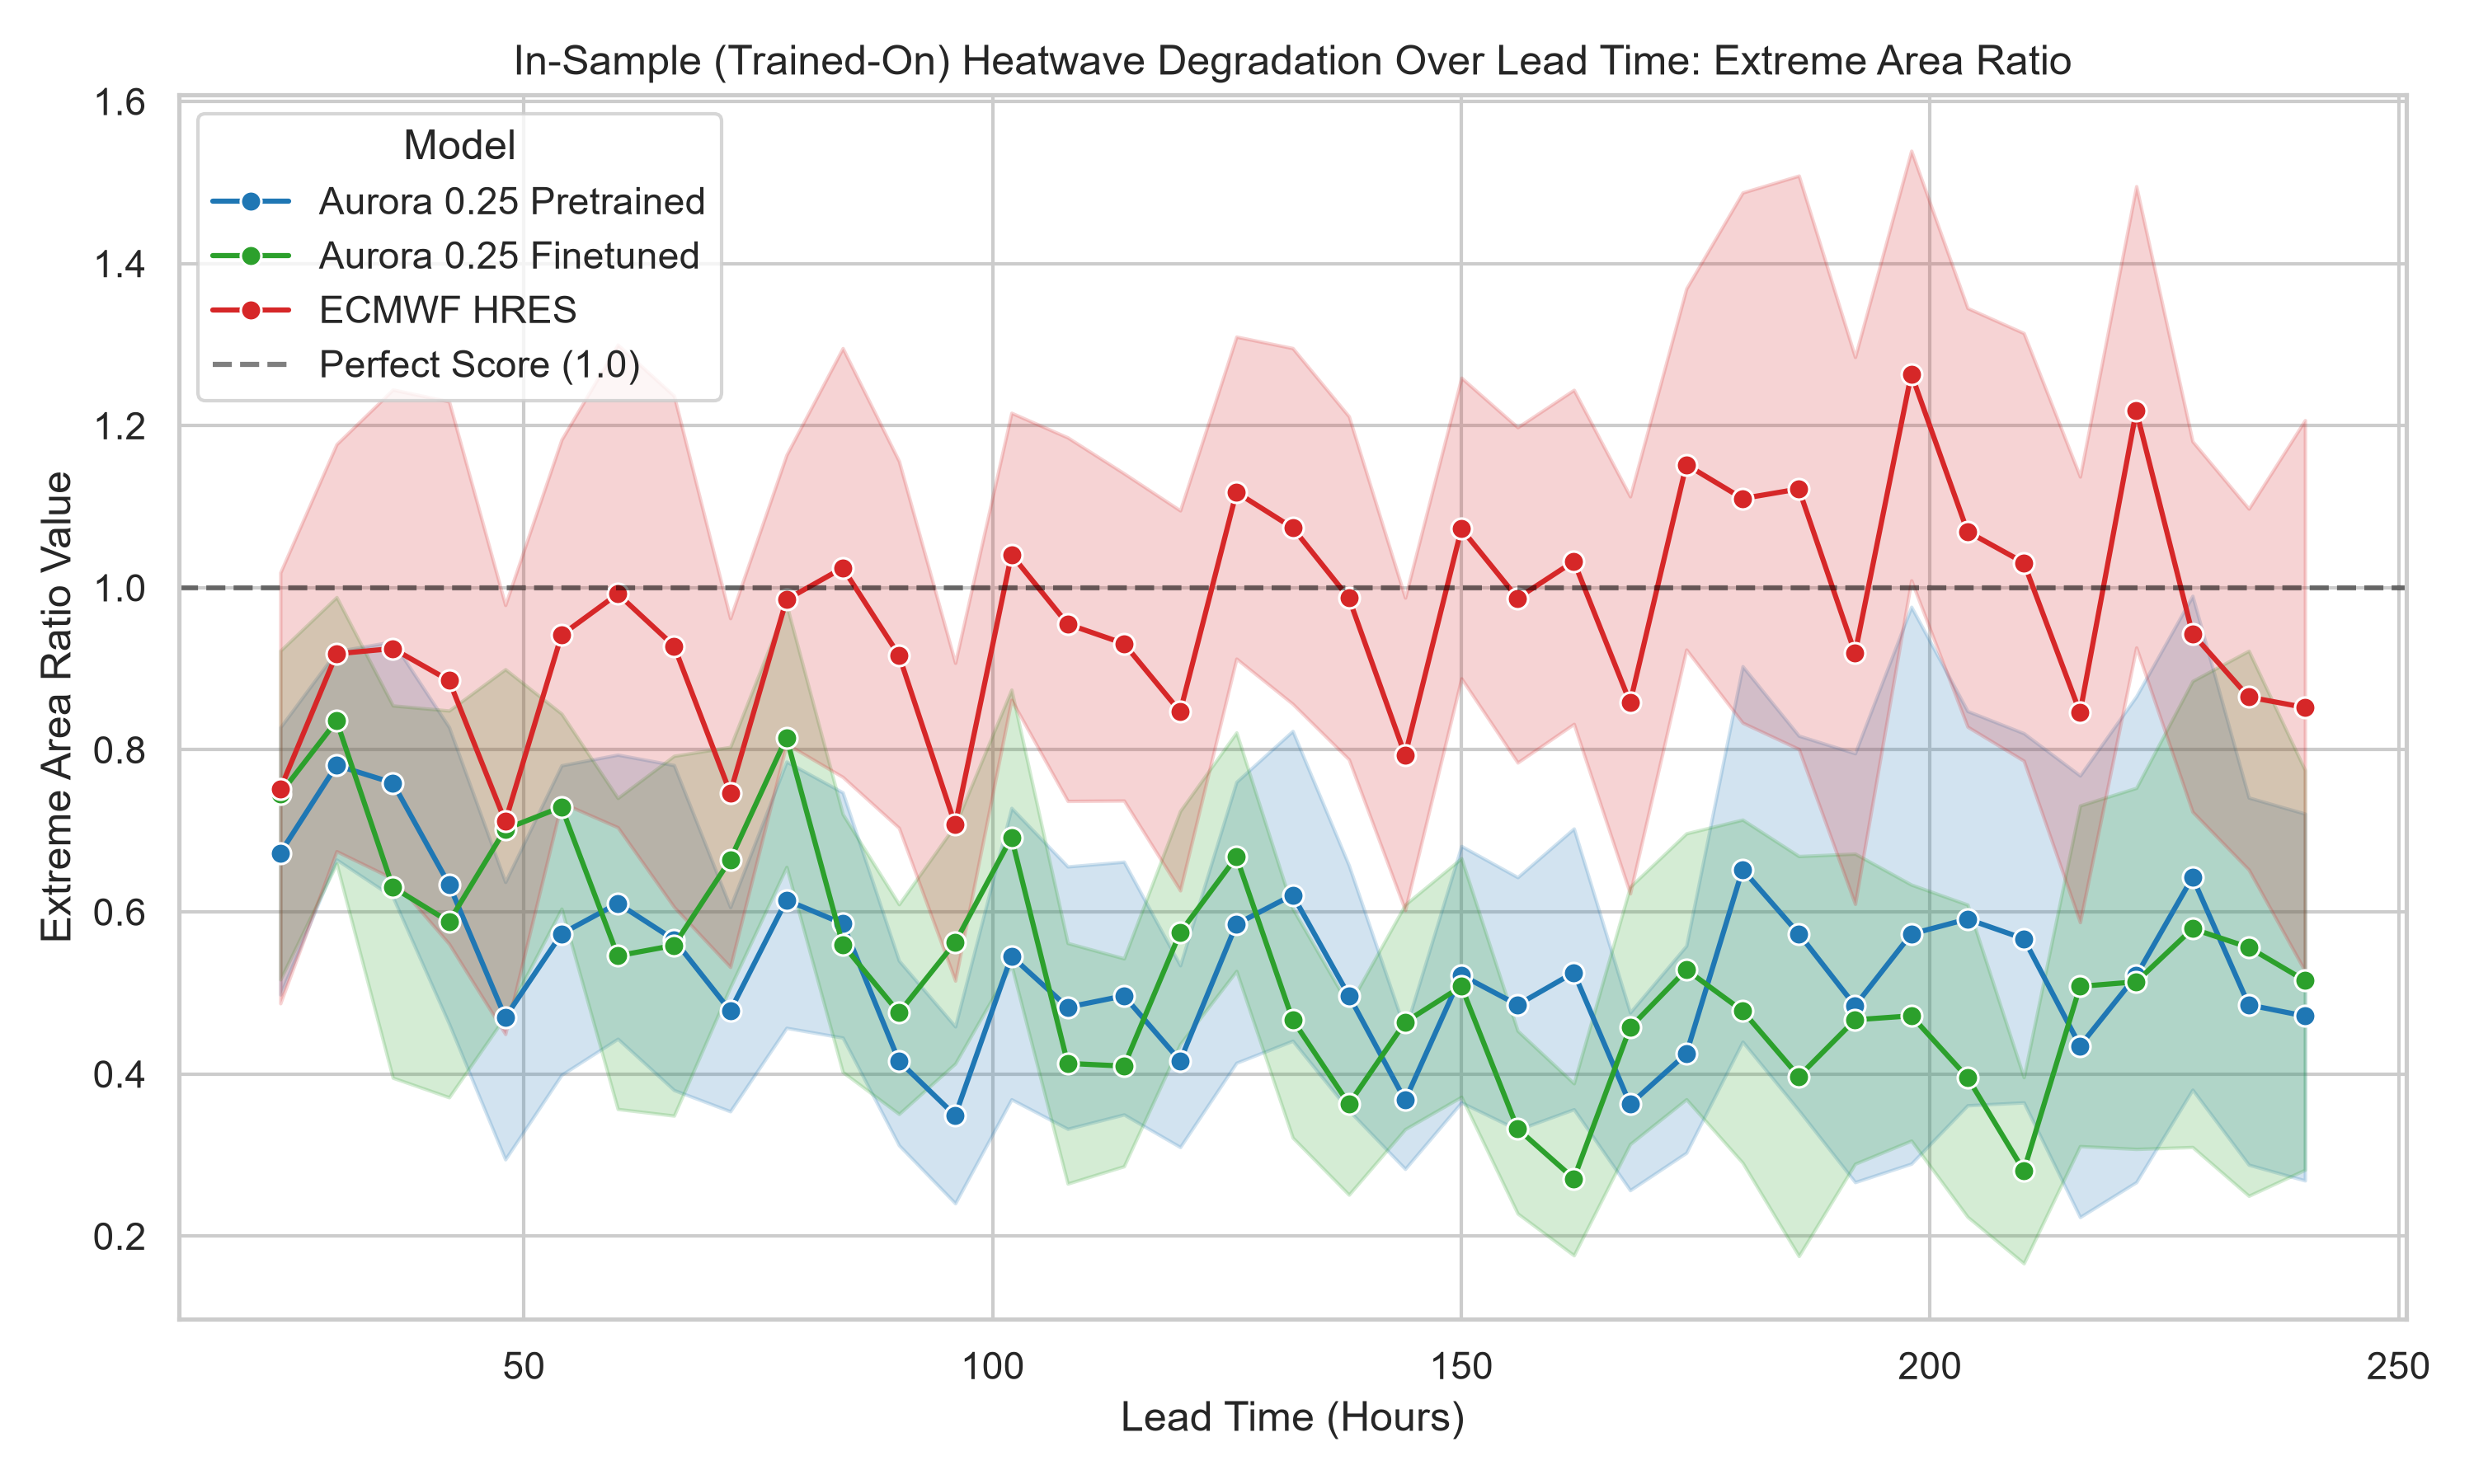 In-Sample (Trained-On) Heatwave Degradation Over Lead Time: Extreme Area Ratio
Model
Aurora 0.25 Pretrained
Aurora 0.25 Finetuned
ECMWF HRES
Perfect Score (1.0)
Extreme Area Ratio Value
1.6
1.4
1.2
1.0
0.8
0.6
0.4
0.2
50 100 150 200 250
Lead Time (Hours)